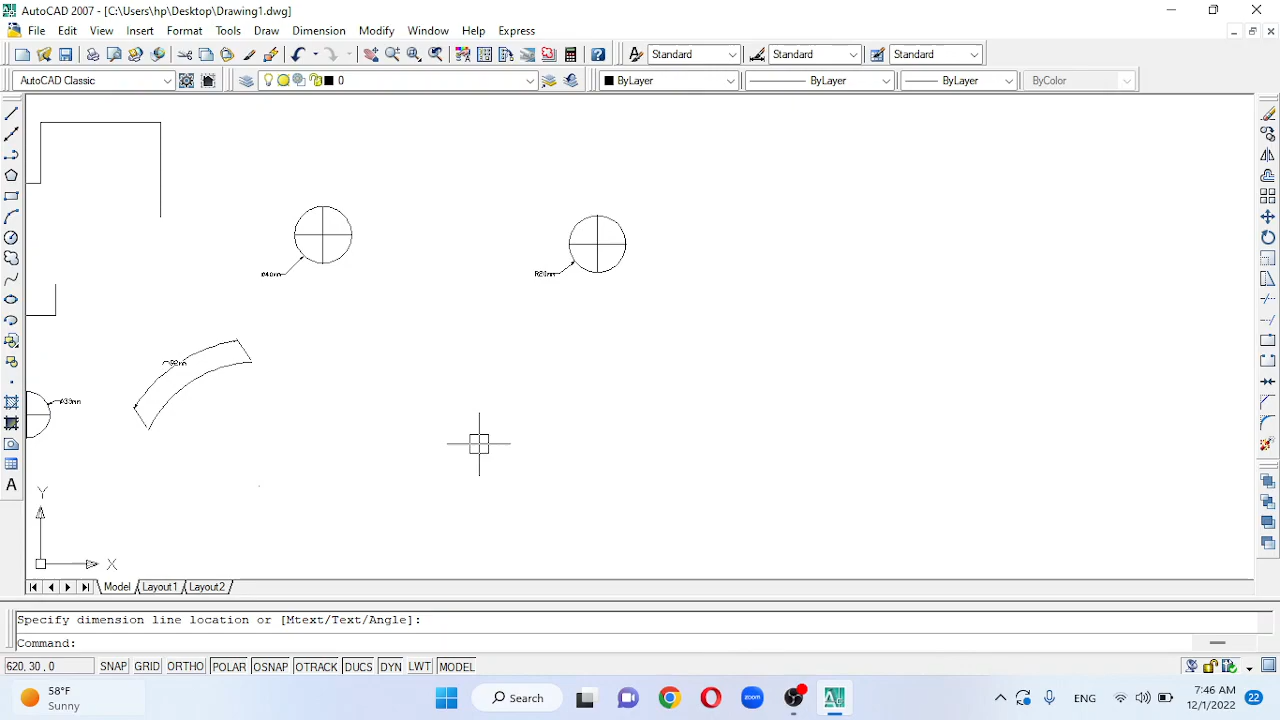 AutoCAD 2007 - [C:\Users\hp\Desktop\Drawing1.dwg]
File Edit View Insert Format Tools Draw Dimension Modify Window Help Express
Standard Standard Standard
AutoCAD Classic 0 ByLayer ByLayer ByLayer ByColor
R20mm
A
Y
X
Model Layout1 Layout2
Specify dimension line location or [Mtext/Text/Angle]:
Command:
620, 30 , 0 SNAP GRID ORTHO POLAR OSNAP OTRACK DUCS DYN LWT MODEL
58°F
Sunny
Search
zoom
ENG
7:46 AM
12/1/2022
22